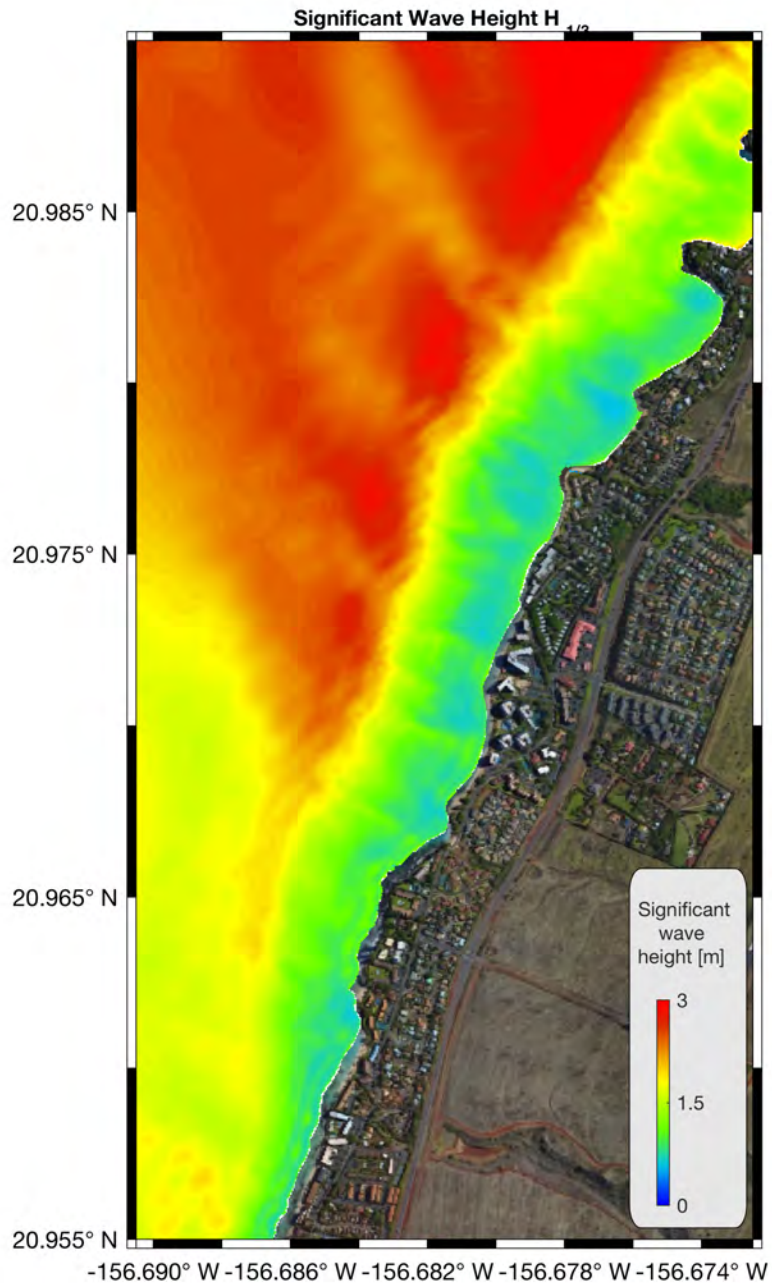 Significant Wave Height H 1/3
20.985° N
20.975° N
20.965° N
20.955° N
Significant
wave
height [m]
3
1.5
0
-156.690° W -156.686° W -156.682° W -156.678° W -156.674° W